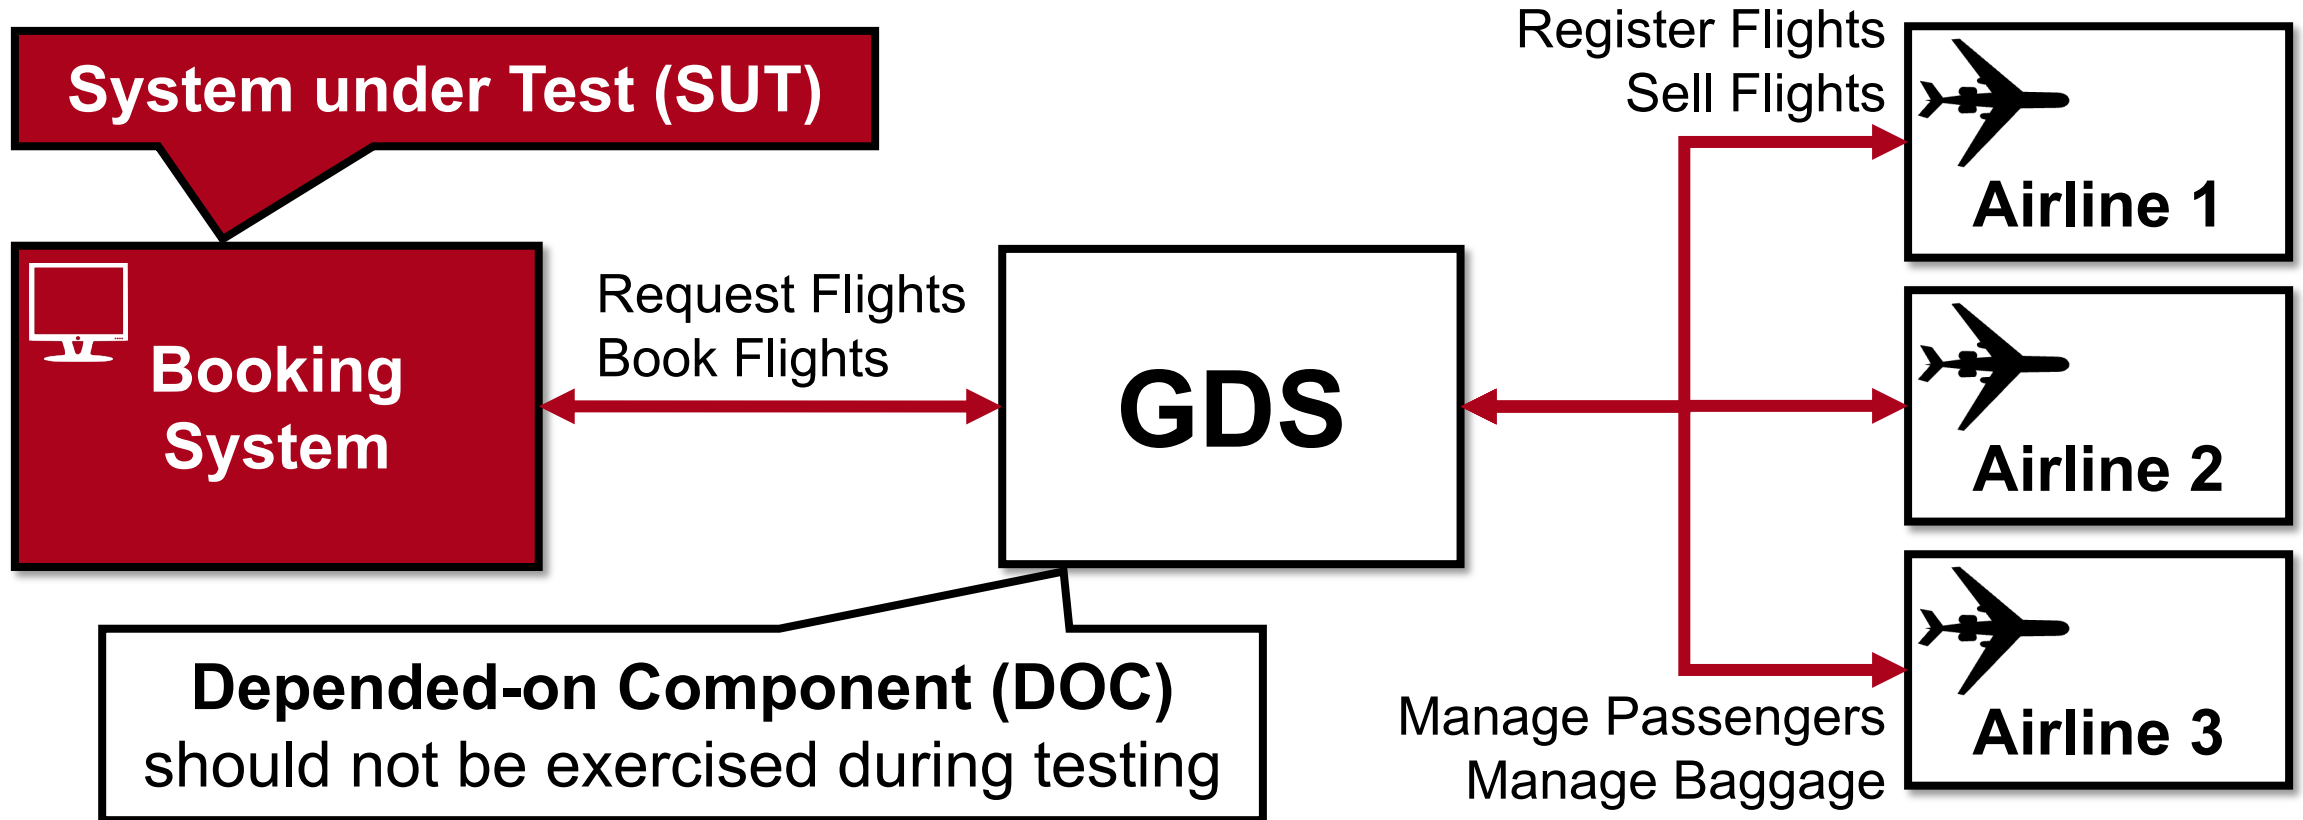 System under Test (SUT)
Booking
System
Request Flights
Book Flights
GDS
Depended-on Component (DOC)
should not be exercised during testing
Register Flights
Sell Flights
Airline 1
Airline 2
Manage Passengers
Manage Baggage
Airline 3